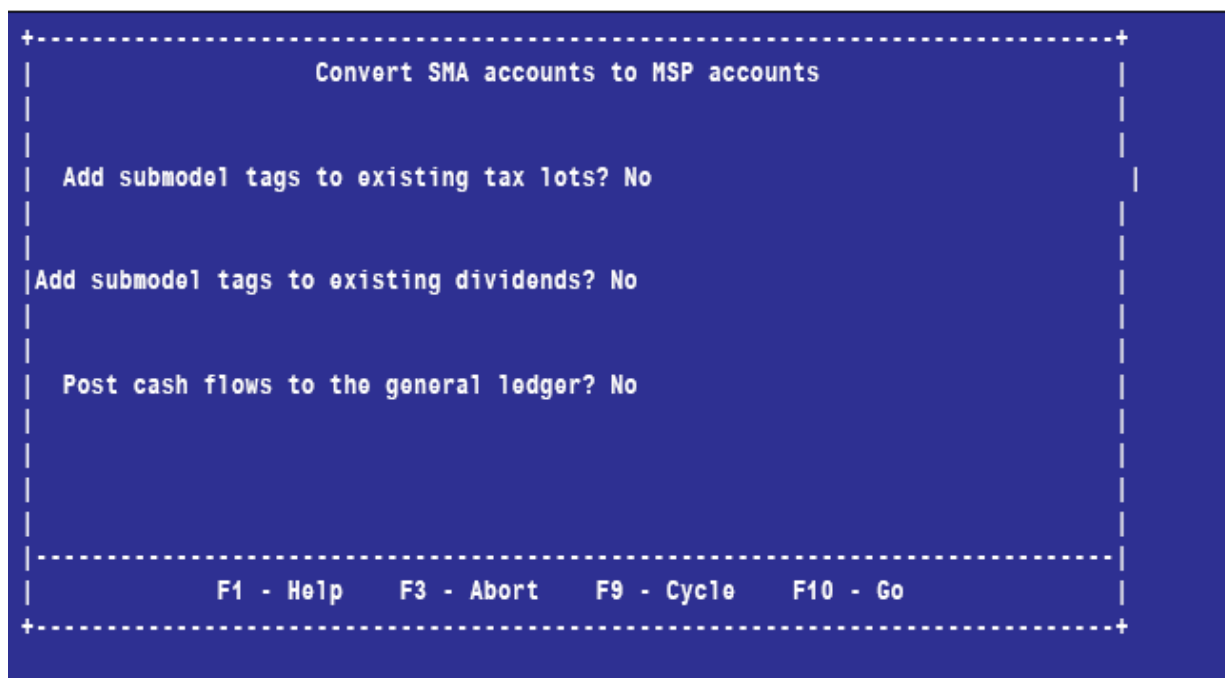 Convert SMA accounts to MSP accounts
Add submodel tags to existing tax lots? No
Add submodel tags to existing dividends? No
Post cash flows to the general ledger? No
F1 - Help F3 - Abort F9 - Cycle F10 - Go